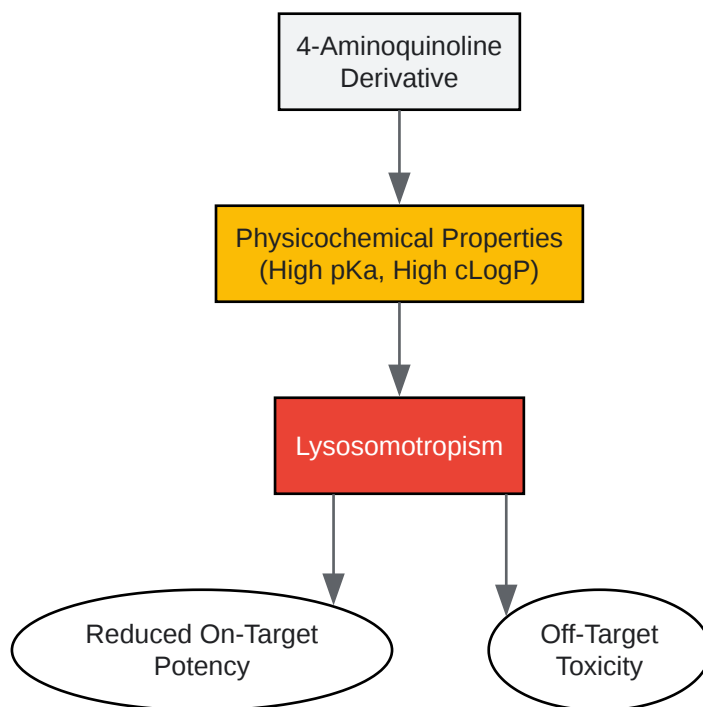 4-Aminoquinoline
Derivative
Physicochemical Properties
(High pKa, High cLogP)
Lysosomotropism
Reduced On-Target
Potency
Off-Target
Toxicity